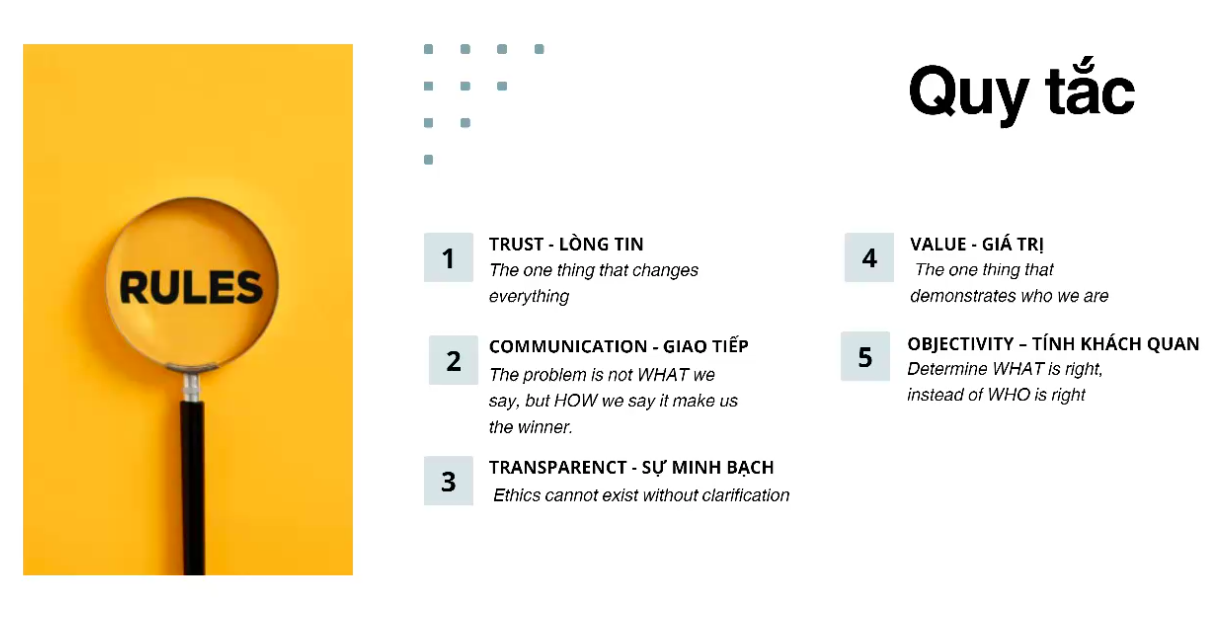 Quy tắc
RULES
1
TRUST - LÒNG TIN
The one thing that changes
everything
2
COMMUNICATION - GIAO TIẾP
The problem is not WHAT we
say, but HOW we say it make us
the winner.
3
TRANSPARENCT - SỰ MINH BẠCH
Ethics cannot exist without clarification
4
VALUE - GIÁ TRỊ
The one thing that
demonstrates who we are
5
OBJECTIVITY – TÍNH KHÁCH QUAN
Determine WHAT is right,
instead of WHO is right